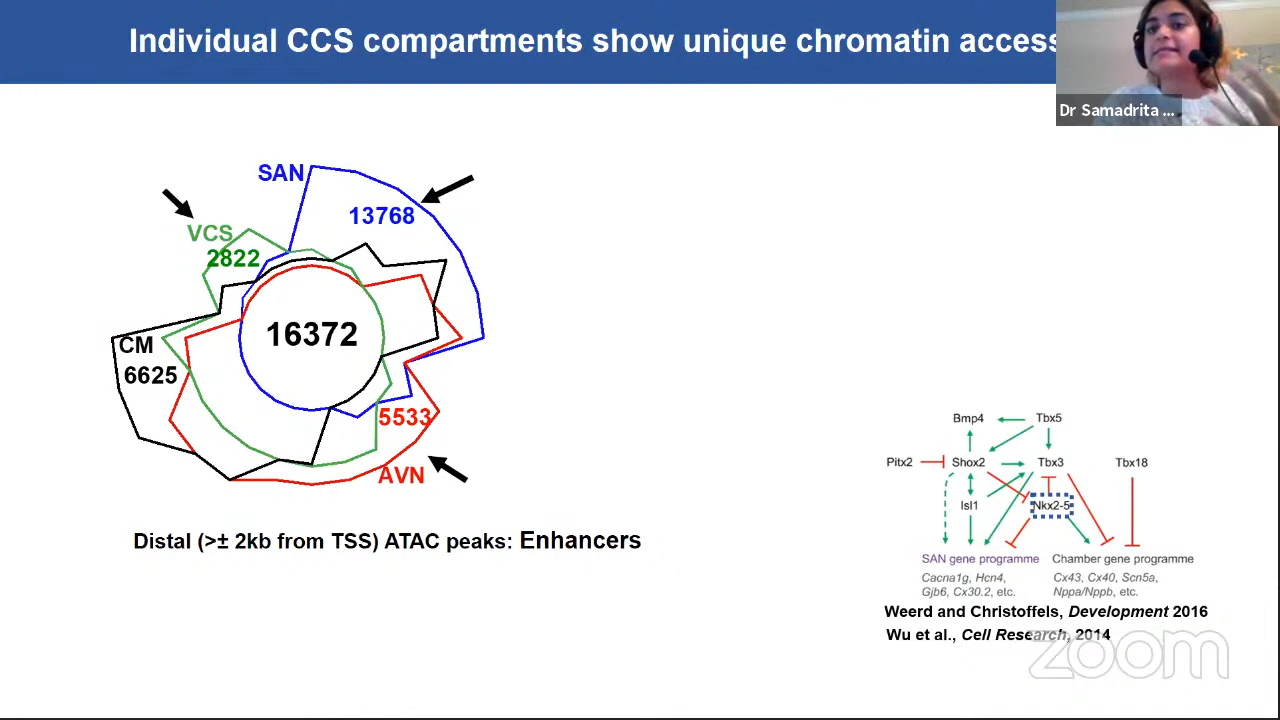 Individual CCS compartments show unique chromatin access
Dr Samadrita ...
SAN
13768
VCS
2822
16372
CM
6625
5533
AVN
Distal (>± 2kb from TSS) ATAC peaks: Enhancers
Bmp4 Tbx5
Pitx2 Shox2 Tbx3 Tbx18
Isl1 Nkx2-5
SAN gene programme Chamber gene programme
Cacna1g, Hcn4, Cx43, Cx40, Scn5a,
Gjb6, Cx30.2, etc. Nppa/Nppb, etc.
Weerd and Christoffels, Development 2016
Wu et al., Cell Research, 2014
zoom